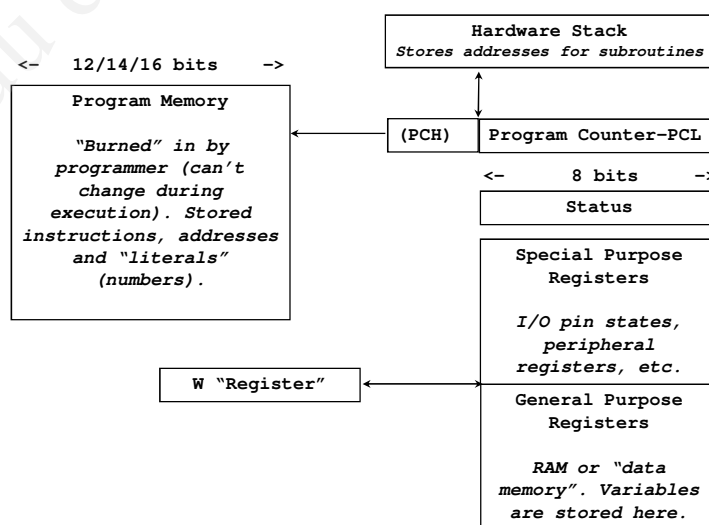 Hardware Stack
Stores addresses for subroutines
<- 12/14/16 bits ->
Program Memory
“Burned” in by
programmer (can't
change during
execution). Stored
instructions, addresses
and “literals”
(numbers).
(PCH)
Program Counter-PCL
<- 8 bits ->
Status
Special Purpose
Registers
I/O pin states,
peripheral
registers, etc.
W “Register”
General Purpose
Registers
RAM or “data
memory”. Variables
are stored here.